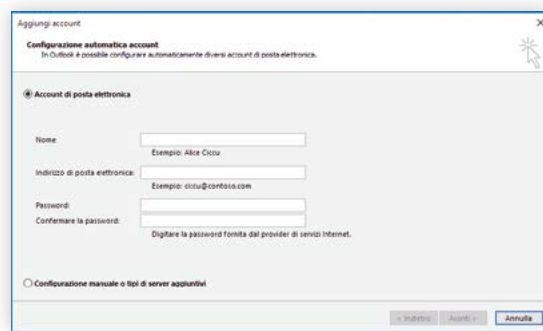 Aggiungi account
Configurazione automatica account
In Outlook è possibile configurare automaticamente diversi account di posta elettronica.
Account di posta elettronica
Nome
Esempio: Alice Ciccu
Indirizzo di posta elettronica:
Esempio: ciccu@contoso.com
Password:
Confermare la password:
Digitare la password fornita dal provider di servizi Internet.
Configurazione manuale o tipi di server aggiuntivi
< Indietro Avanti > Annulla